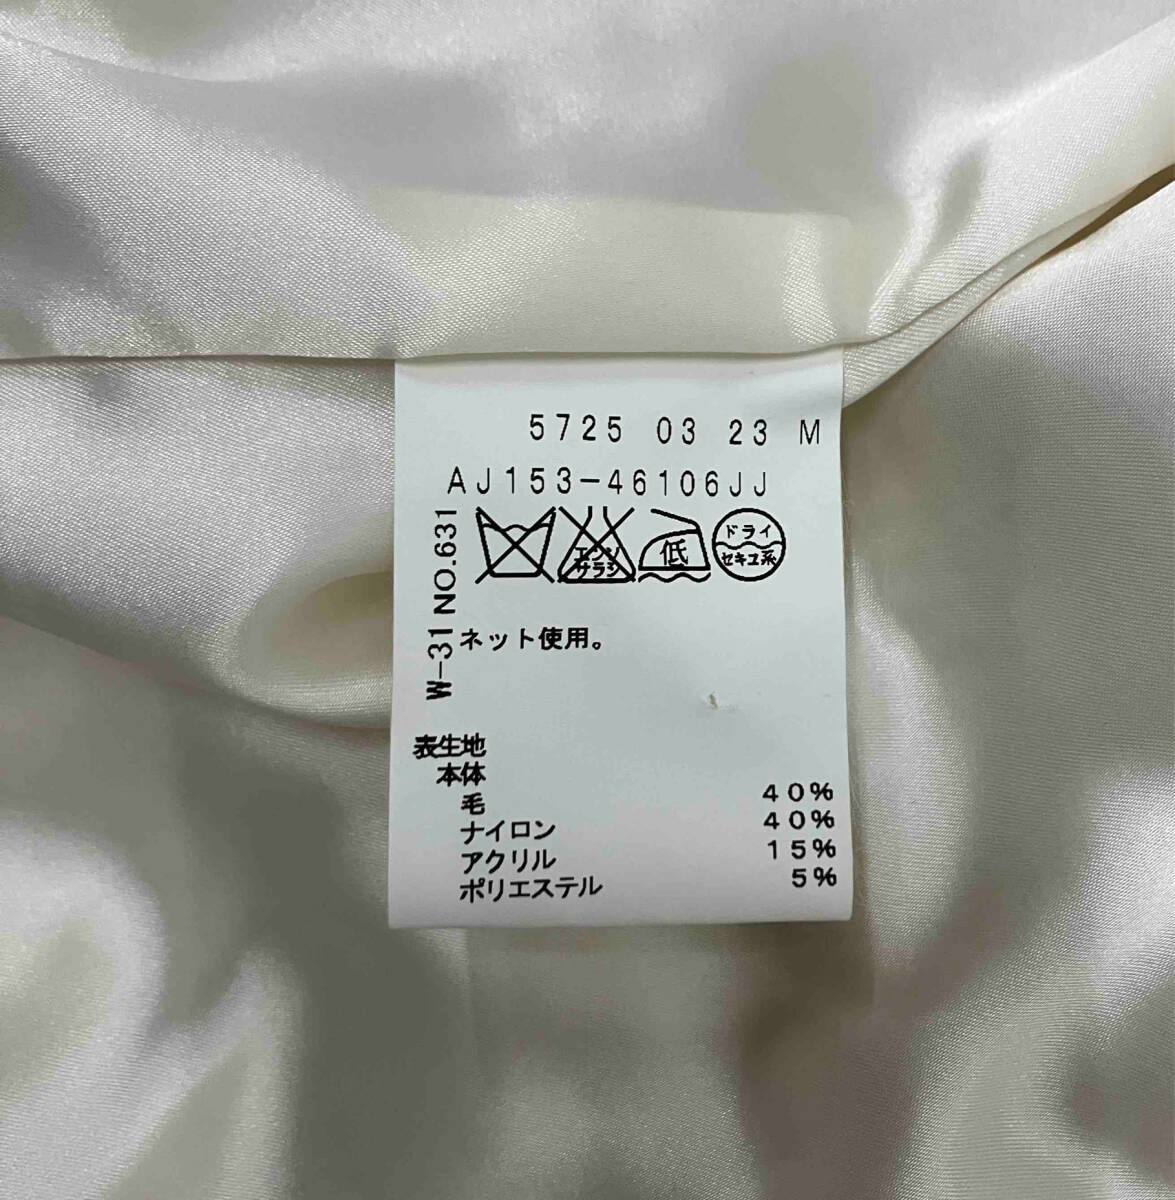 5725 03 23 M
AJ153-46106JJ
エンソ
サラシ
低
ドライ
セキユ系
W-31 NO.631
ネット使用。
表生地
本体
毛 40%
ナイロン 40%
アクリル 15%
ポリエステル 5%